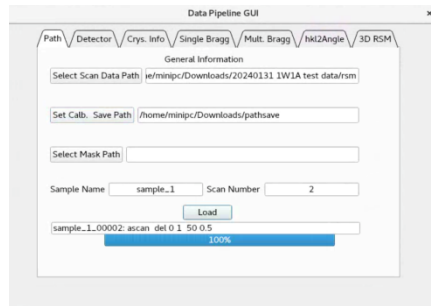 Data Pipeline GUI
Path Detector Crys. Info Single Bragg Mult. Bragg hkl2Angle 3D RSM
General Information
Select Scan Data Path ıe/minipc/Downloads/20240131 1W1A test data/rsm
Set Calb. Save Path /home/minipc/Downloads/pathsave
Select Mask Path
Sample Name sample_1 Scan Number 2
Load
sample_1_00002: ascan del 0 1 50 0.5
100%